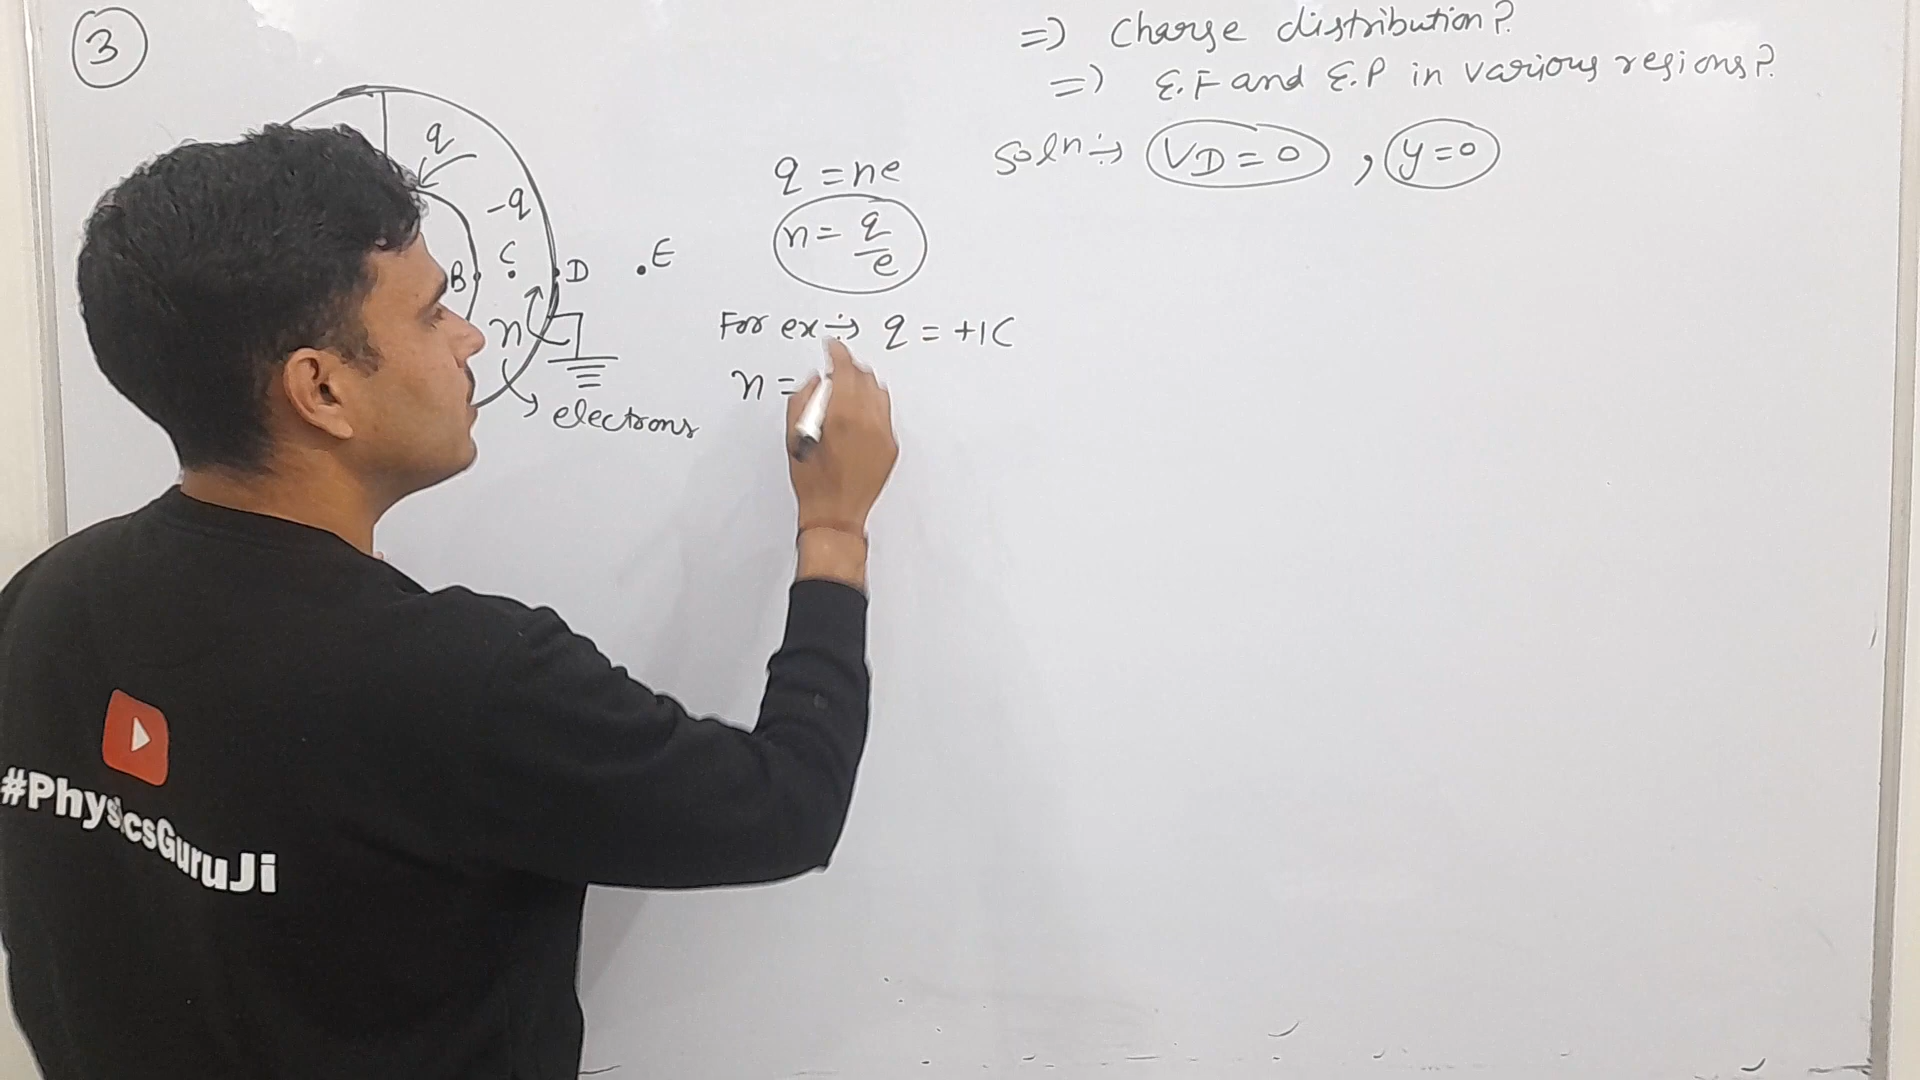 3
=) Charge distribution?
=) E.F and E.P in various regions?
Soln ÷→ VD = 0 , y = 0
q
-q
B
C
D
.E
n
electrons
q = ne
n = q/e
For ex ÷→ q = +1C
n =
#PhysicsGuruJi